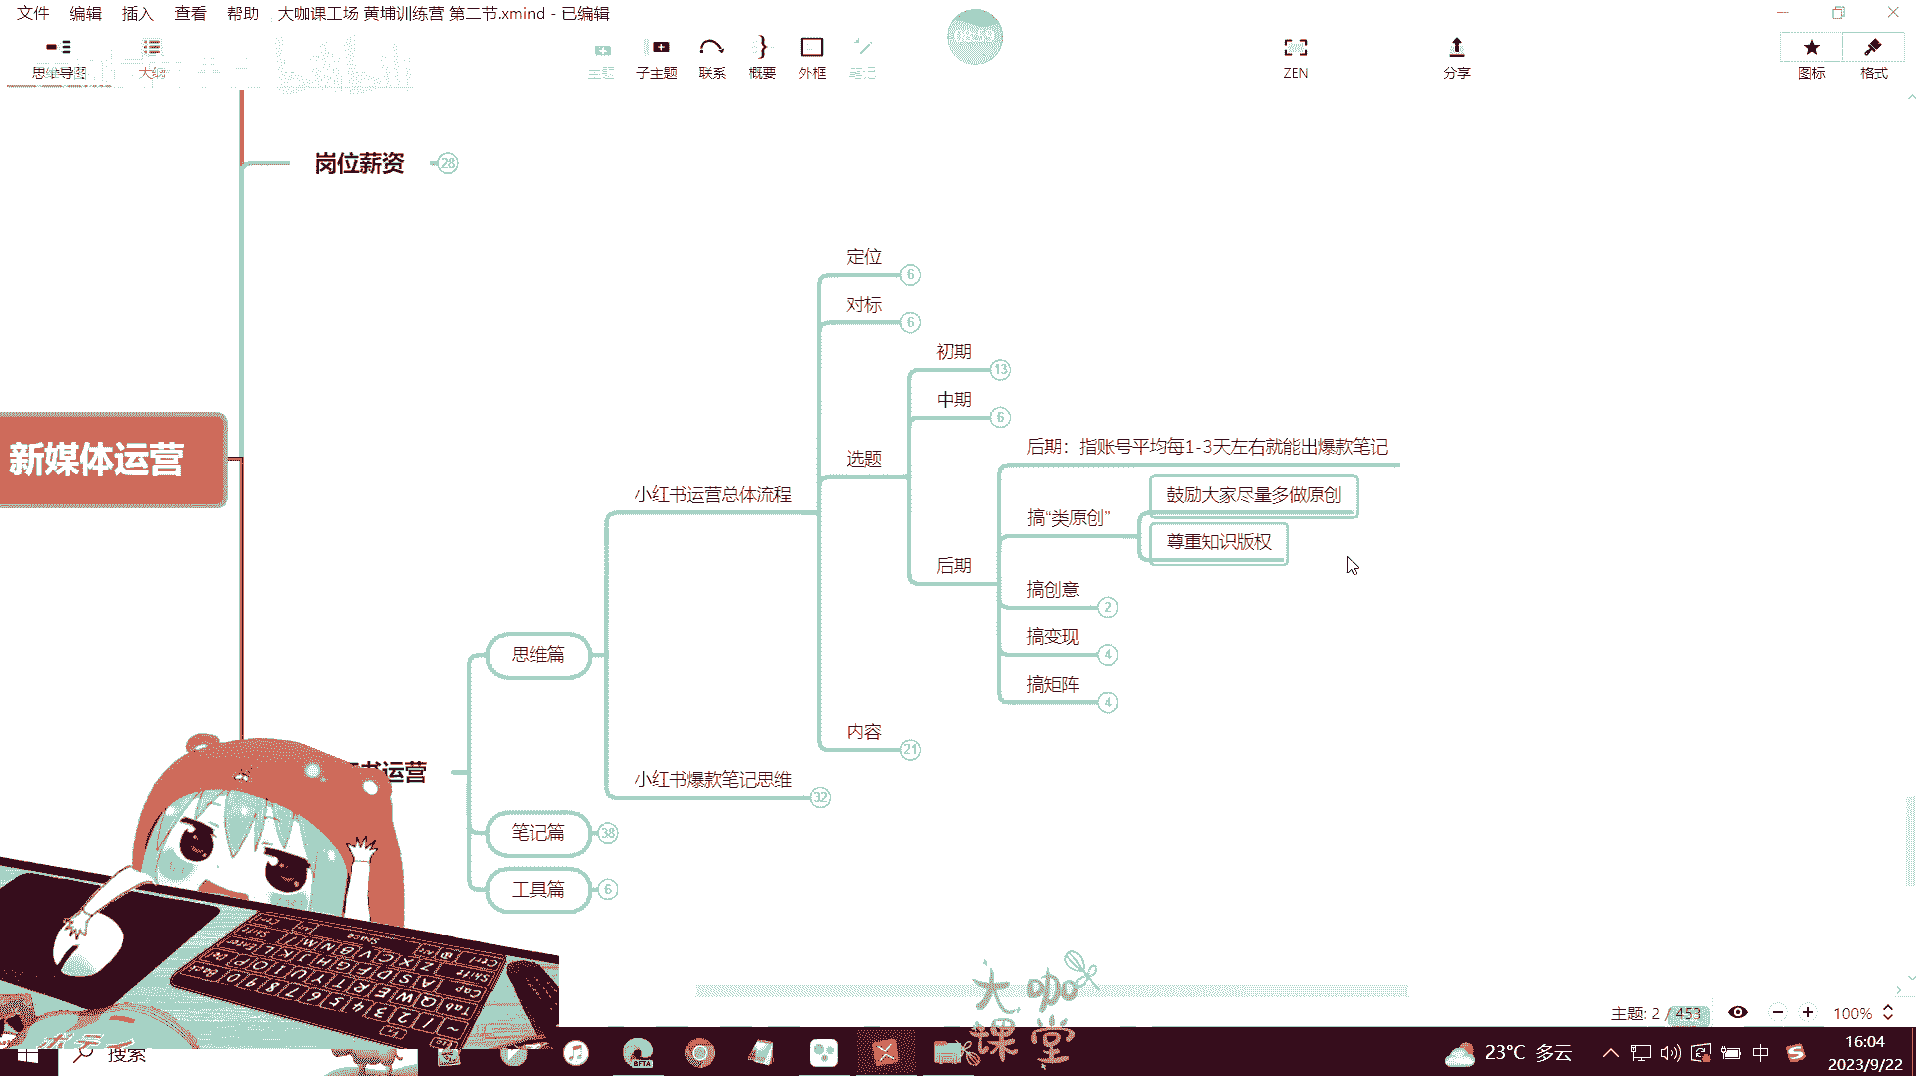 文件 编辑 插入 查看 帮助 大咖课工场 黄埔训练营 第二节.xmind - 已编辑
08:59
思维导图 大纲 主题 子主题 联系 概要 外框 笔记 ZEN 分享 图标 格式
岗位薪资 28
定位 6
对标 6
初期 13
中期 6
后期：指账号平均每1-3天左右就能出爆款笔记
新媒体运营
选题
小红书运营总体流程
鼓励大家尽量多做原创
搞“类原创”
尊重知识版权
后期
搞创意 2
搞变现 4
思维篇
搞矩阵 4
内容 21
书运营
小红书爆款笔记思维 32
笔记篇 38
工具篇 6
大咖
课堂
主题: 2 / 453 100%
搜索
BETA
23°C 多云
中
16:04
2023/9/22